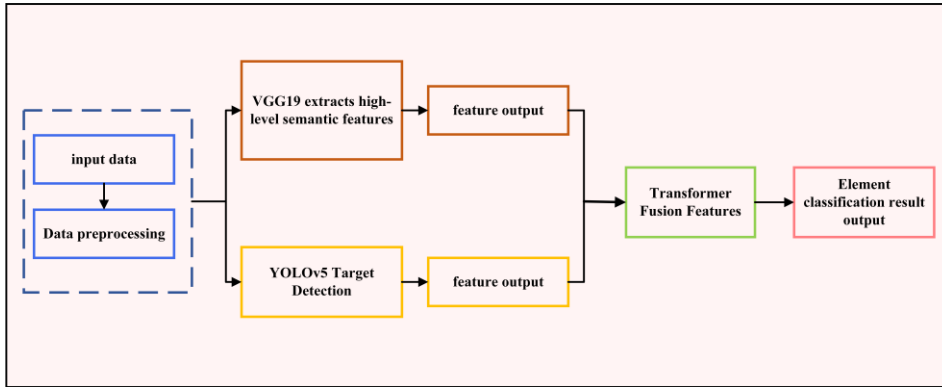 input data
Data preprocessing
VGG19 extracts high-
level semantic features
feature output
YOLOv5 Target
Detection
feature output
Transformer
Fusion Features
Element
classification result
output